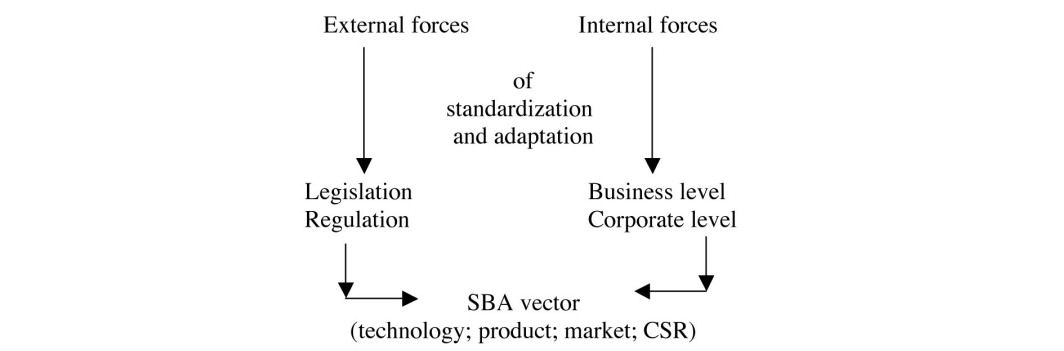 External forces
Internal forces
of
standardization
and adaptation
Legislation
Regulation
Business level
Corporate level
SBA vector
(technology; product; market; CSR)